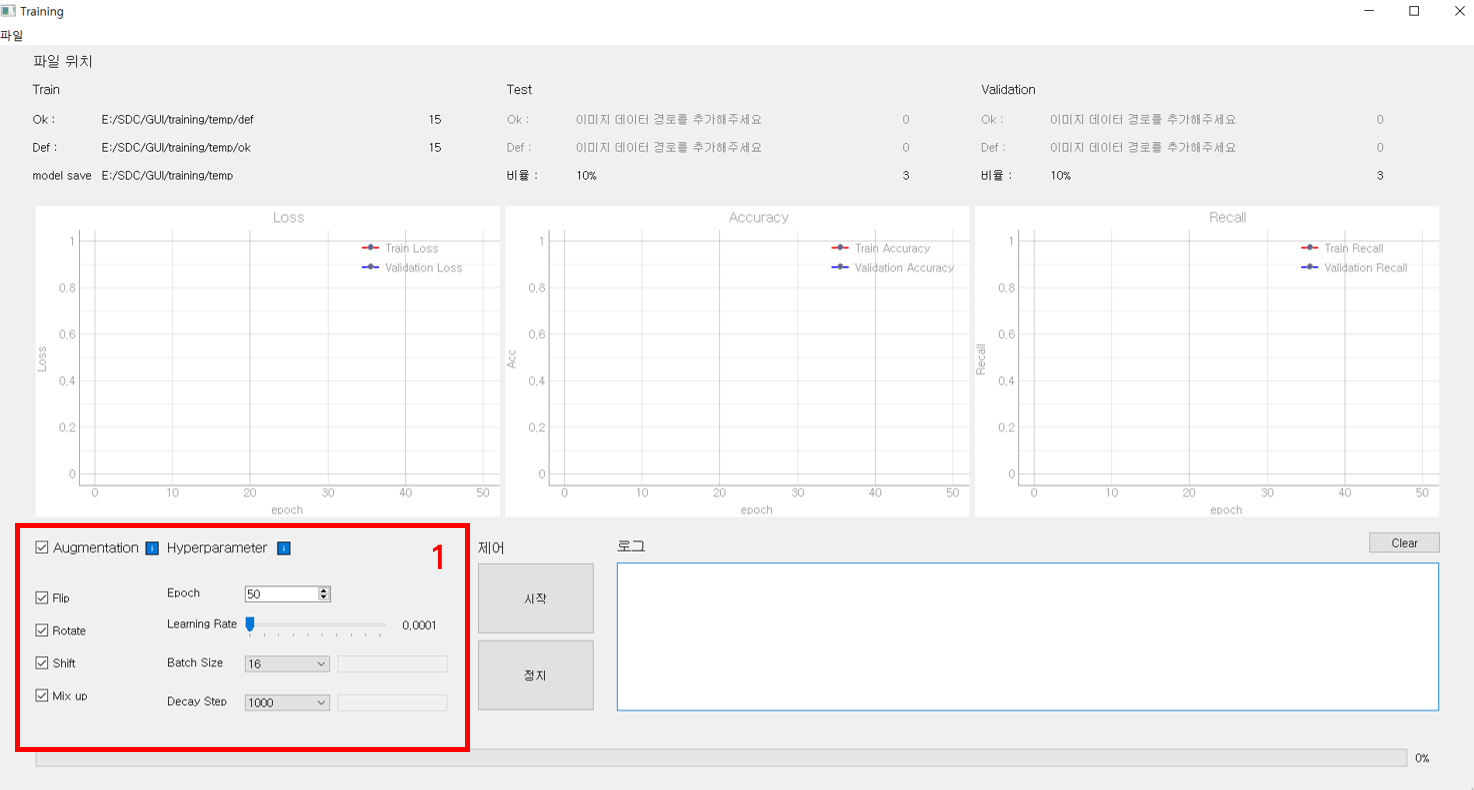 Training
파일
파일 위치
Train Test Validation
Ok : E:/SDC/GUI/training/temp/def 15 Ok : 이미지 데이터 경로를 추가해주세요 0 Ok : 이미지 데이터 경로를 추가해주세요 0
Def : E:/SDC/GUI/training/temp/ok 15 Def : 이미지 데이터 경로를 추가해주세요 0 Def : 이미지 데이터 경로를 추가해주세요 0
model save E:/SDC/GUI/training/temp 비율 : 10% 3 비율 : 10% 3
Loss
Train Loss
Validation Loss
1
0,8
0,6
0,4
0,2
0
Loss
0 10 20 30 40 50
epoch
Accuracy
Train Accuracy
Validation Accuracy
1
0,8
0,6
0,4
0,2
0
Acc
0 10 20 30 40 50
epoch
Recall
Train Recall
Validation Recall
1
0,8
0,6
0,4
0,2
0
Recall
0 10 20 30 40 50
epoch
Augmentation i Hyperparameter i 1
Flip
Rotate
Shift
Mix up
Epoch 50
Learning Rate 0,0001
Batch Size 16
Decay Step 1000
제어
시작
정지
로그 Clear
0%